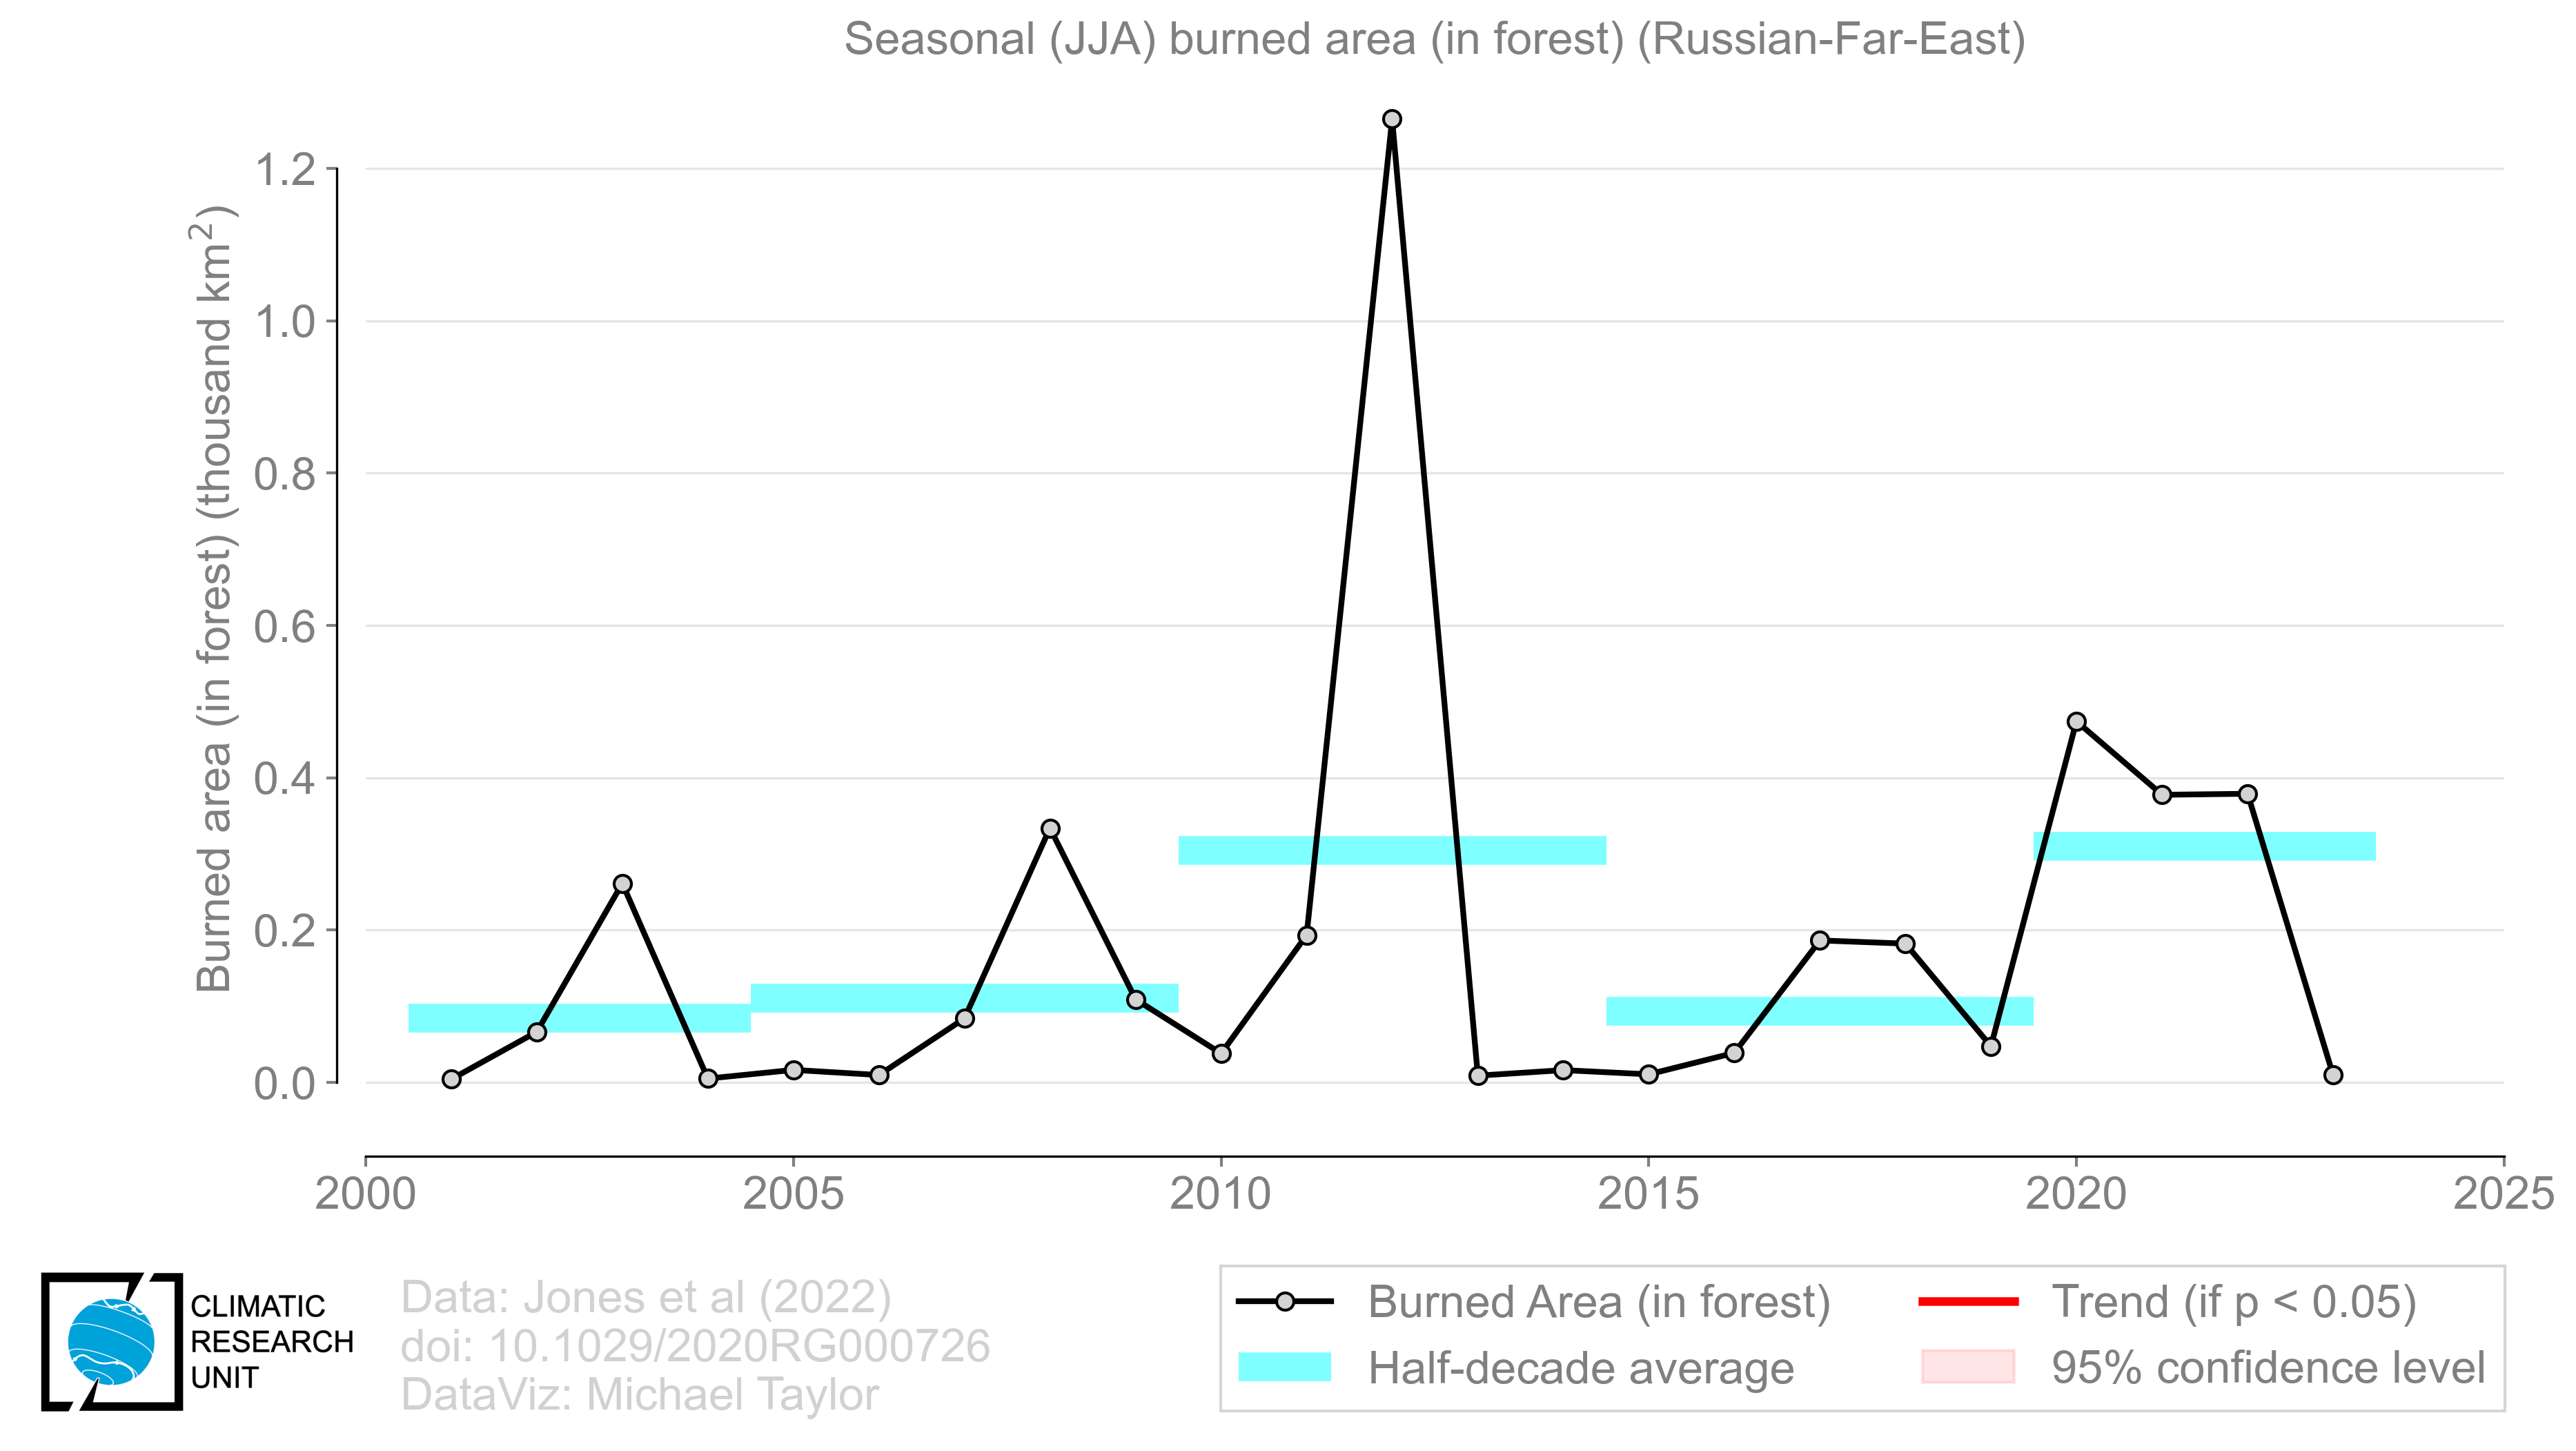 Seasonal (JJA) burned area (in forest) (Russian-Far-East)
Burned area (in forest) (thousand km²)
1.2
1.0
0.8
0.6
0.4
0.2
0.0
2000 2005 2010 2015 2020 2025
CLIMATIC
RESEARCH
UNIT
Data: Jones et al (2022)
doi: 10.1029/2020RG000726
DataViz: Michael Taylor
Burned Area (in forest)
Half-decade average
Trend (if p < 0.05)
95% confidence level